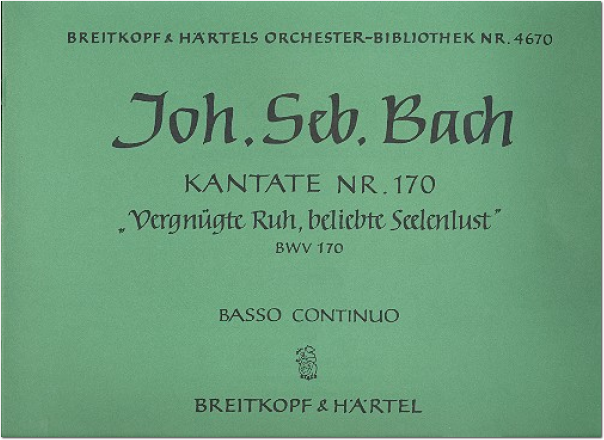 BREITKOPF & HÄRTELS ORCHESTER-BIBLIOTHEK NR. 4670
Joh. Seb. Bach
KANTATE NR. 170
„Vergnügte Ruh, beliebte Seelenlust"
BWV 170
BASSO CONTINUO
BREITKOPF & HÄRTEL